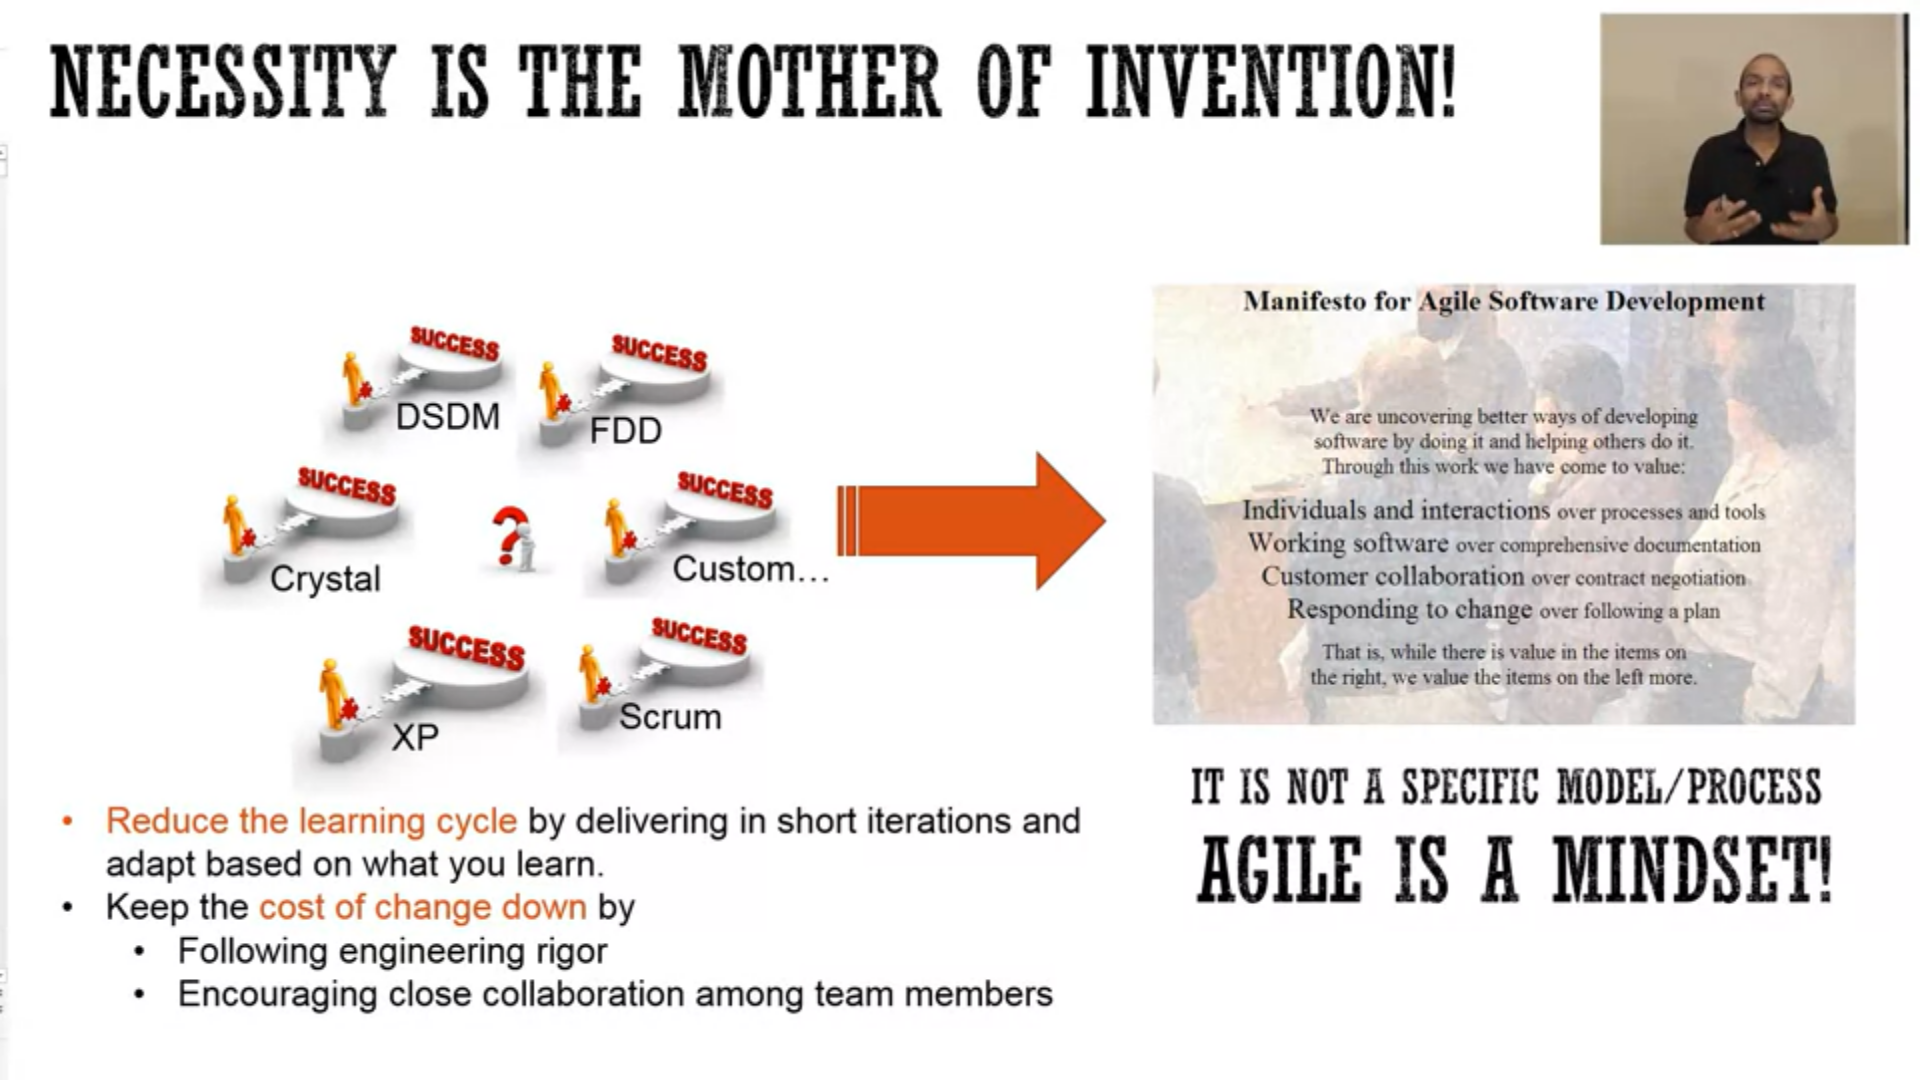 NECESSITY IS THE MOTHER OF INVENTION!
SUCCESS
DSDM
SUCCESS
FDD
SUCCESS
Crystal
SUCCESS
Custom...
SUCCESS
XP
SUCCESS
Scrum
?
• Reduce the learning cycle by delivering in short iterations and
adapt based on what you learn.
• Keep the cost of change down by
• Following engineering rigor
• Encouraging close collaboration among team members
Manifesto for Agile Software Development
We are uncovering better ways of developing
software by doing it and helping others do it.
Through this work we have come to value:
Individuals and interactions over processes and tools
Working software over comprehensive documentation
Customer collaboration over contract negotiation
Responding to change over following a plan
That is, while there is value in the items on
the right, we value the items on the left more.
IT IS NOT A SPECIFIC MODEL/PROCESS
AGILE IS A MINDSET!